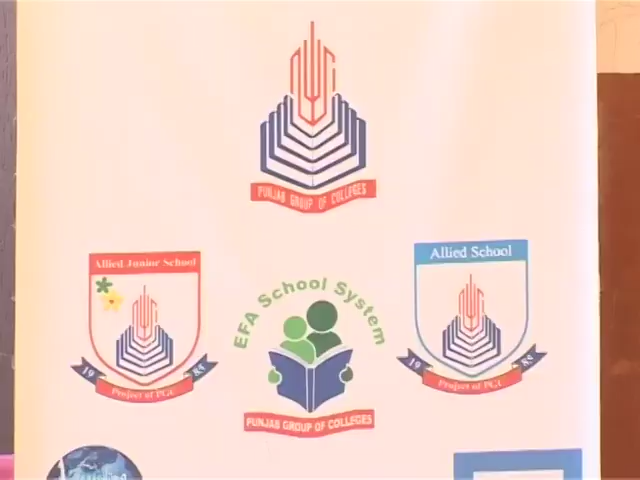 PUNJAB GROUP OF COLLEGES
Allied Junior School
19 85
Project of PGC
EFA School System
PUNJAB GROUP OF COLLEGES
Allied School
19 85
Project of PGC